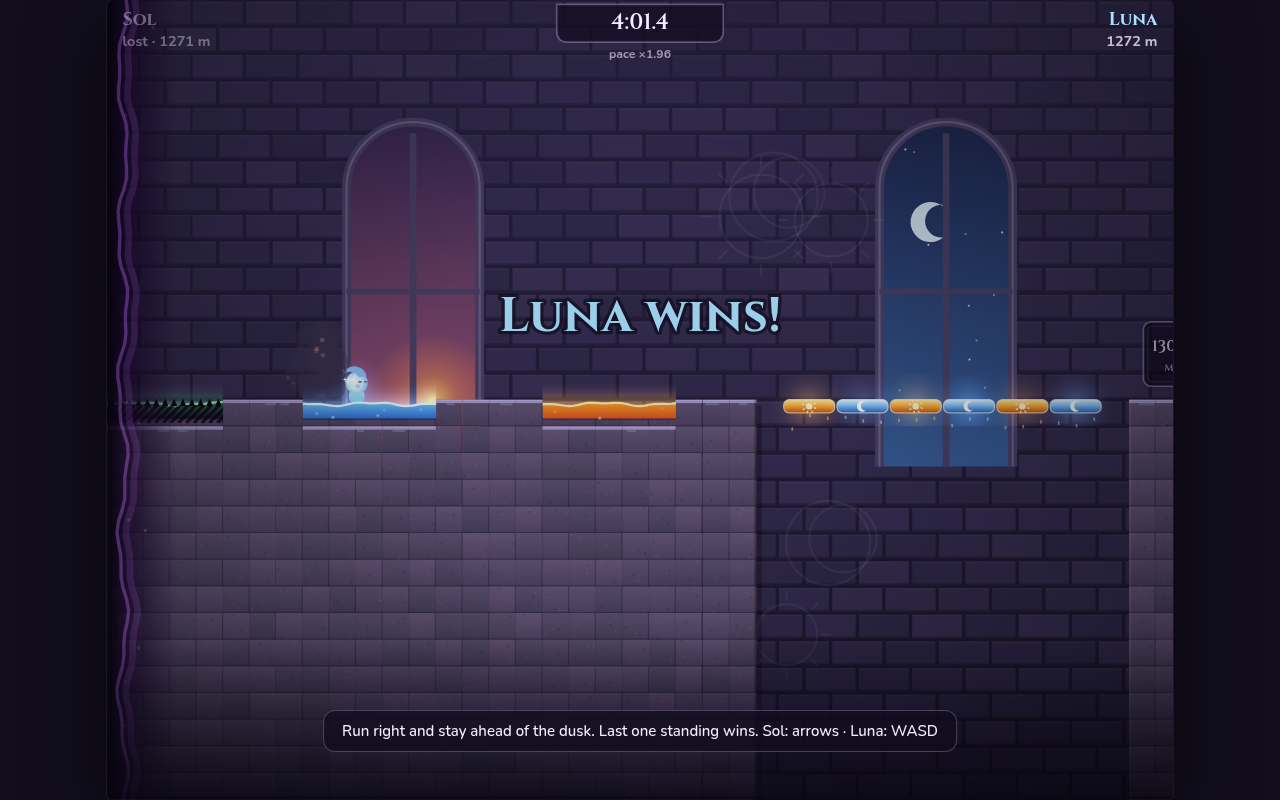 Sol
lost · 1271 m
4:01.4
pace ×1.96
Luna
1272 m
Luna wins!
Run right and stay ahead of the dusk. Last one standing wins. Sol: arrows · Luna: WASD